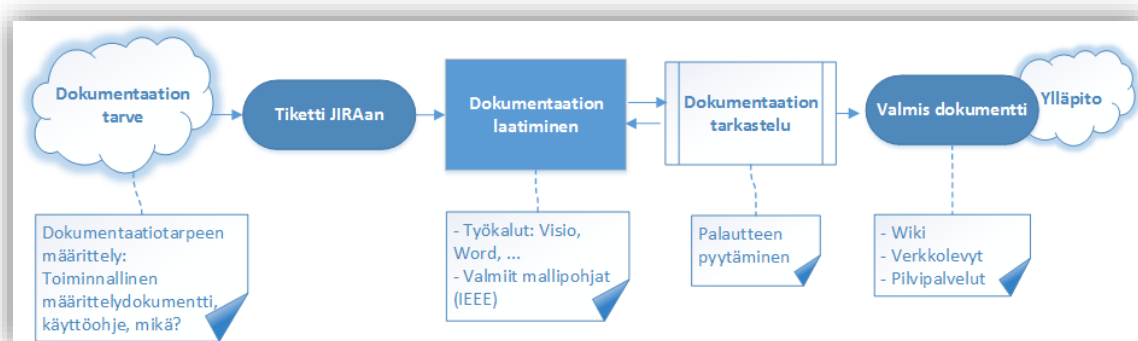 Dokumentaation
tarve
Tiketti JIRAan
Dokumentaation
laatiminen
Dokumentaation
tarkastelu
Valmis dokumentti
Ylläpito
Dokumentaatiotarpeen
määrittely:
Toiminnallinen
määrittelydokumentti,
käyttöohje, mikä?
- Työkalut: Visio,
Word, ...
- Valmiit mallipohjat
(IEEE)
Palautteen
pyytäminen
- Wiki
- Verkkolevyt
- Pilvipalvelut